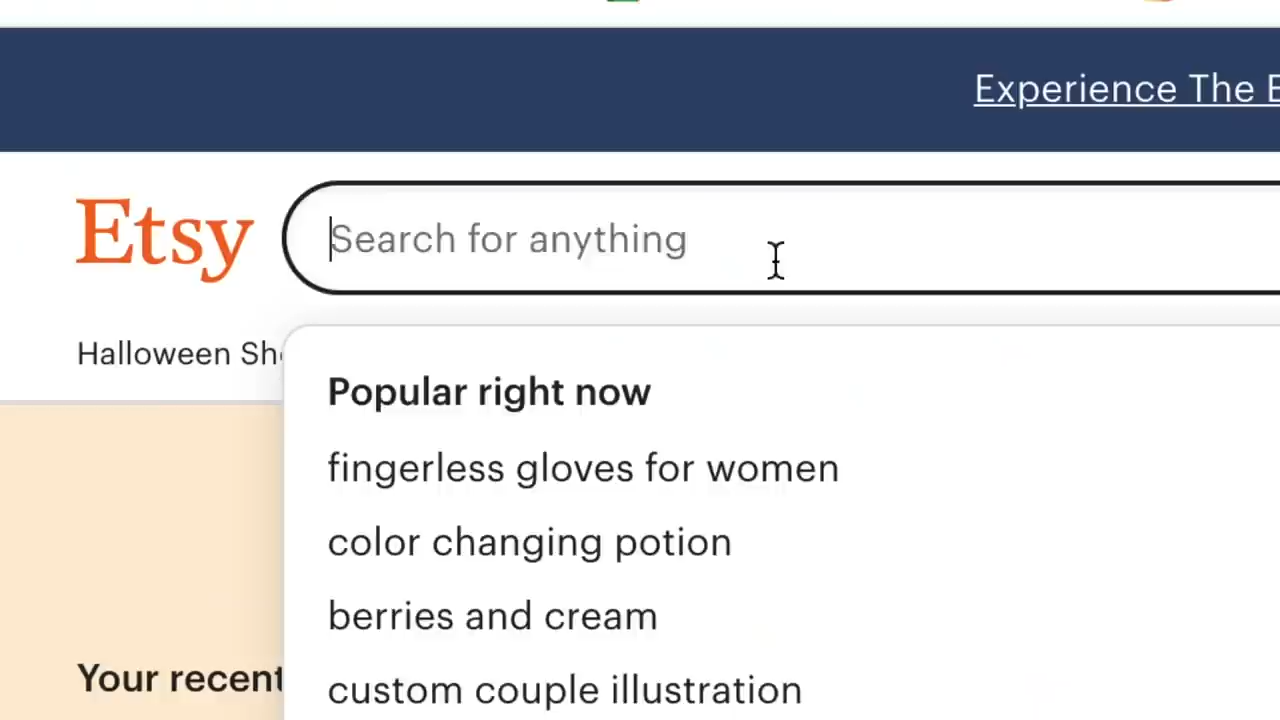 Experience The
Etsy
Search for anything
Halloween
Popular right now
fingerless gloves for women
color changing potion
berries and cream
Your recent
custom couple illustration